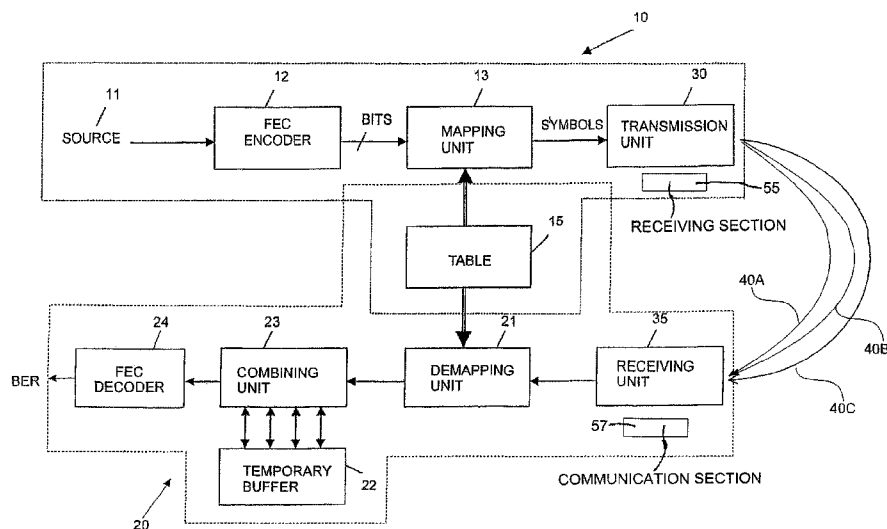 10
11
SOURCE
12
FEC
ENCODER
BITS
13
MAPPING
UNIT
SYMBOLS
30
TRANSMISSION
UNIT
55
RECEIVING SECTION
15
TABLE
40A
40B
40C
24
FEC
DECODER
BER
23
COMBINING
UNIT
21
DEMAPPING
UNIT
35
RECEIVING
UNIT
57
COMMUNICATION SECTION
TEMPORARY
BUFFER
22
20